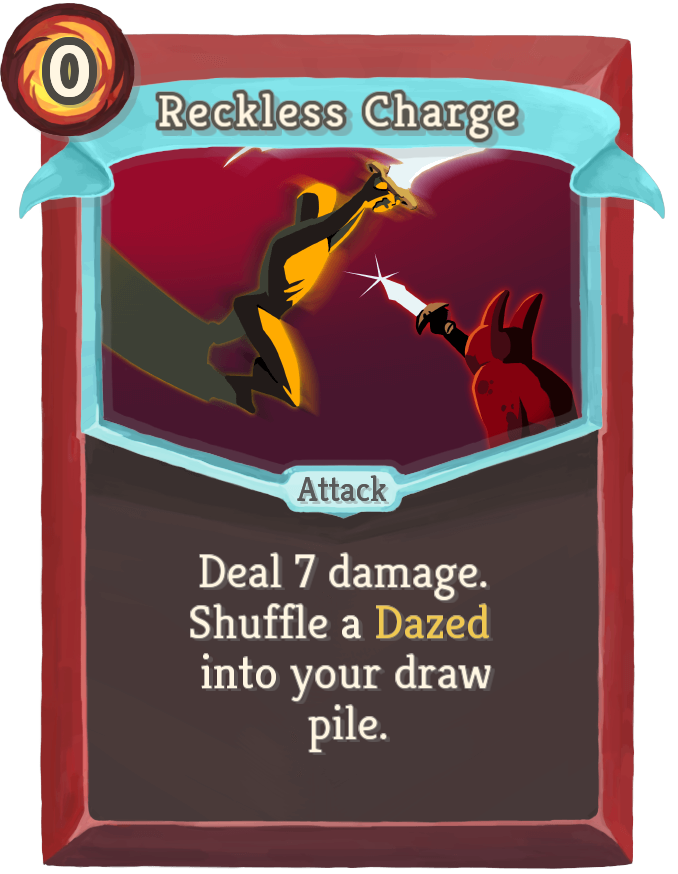 0
Reckless Charge
Attack
Deal 7 damage.
Shuffle a Dazed
into your draw
pile.